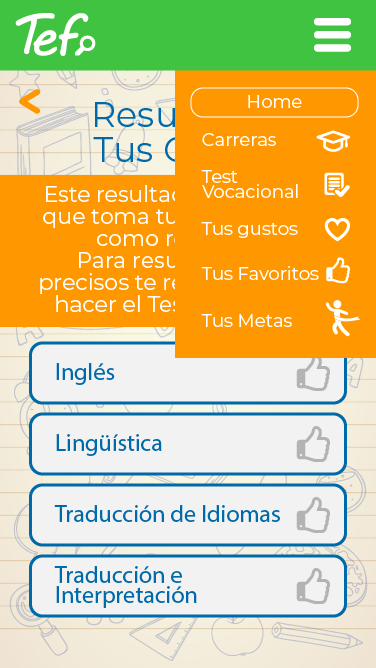 Tef
Resu
Tus
Este resultad
que toma tu
como r
Para resu
precisos te re
hacer el Tes
Home
Carreras
Test
Vocacional
Tus gustos
Tus Favoritos
Tus Metas
Inglés
Lingüística
Traducción de Idiomas
Traducción e
Interpretación